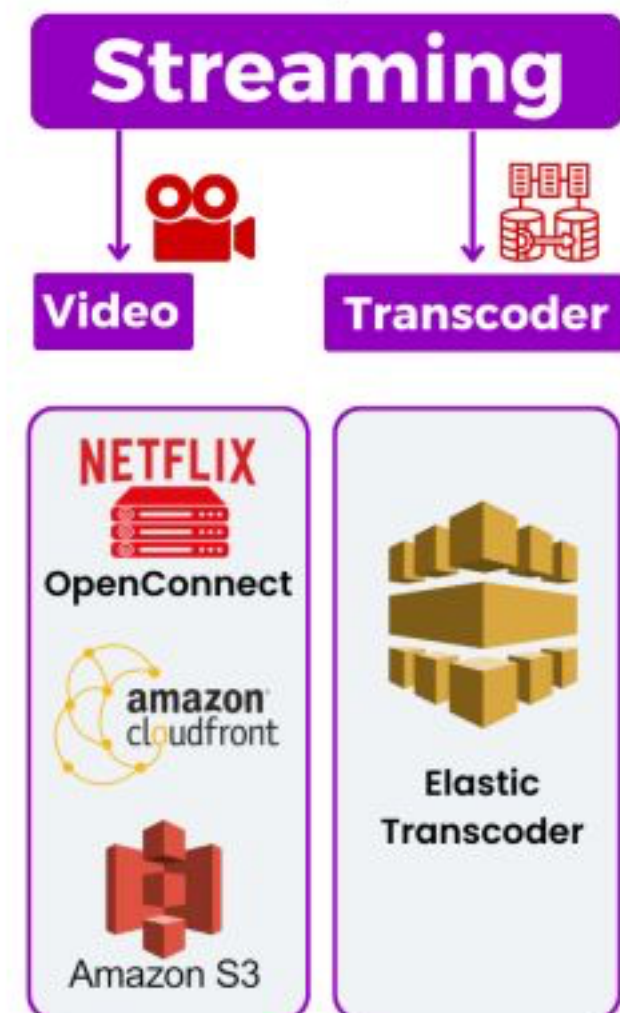 Streaming
Video
Transcoder
NETFLIX
OpenConnect
amazon
cloudfront
Amazon S3
Elastic
Transcoder